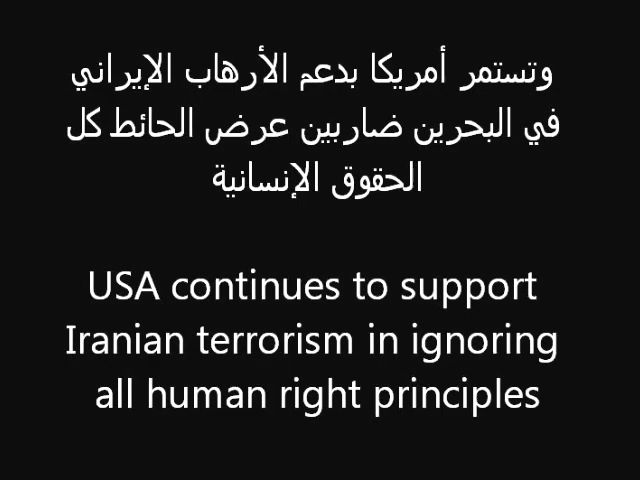 وتستمر أمريكا بدعم الأرهاب الإيراني
في البحرين ضاربين عرض الحائط كل
الحقوق الإنسانية
USA continues to support
Iranian terrorism in ignoring
all human right principles